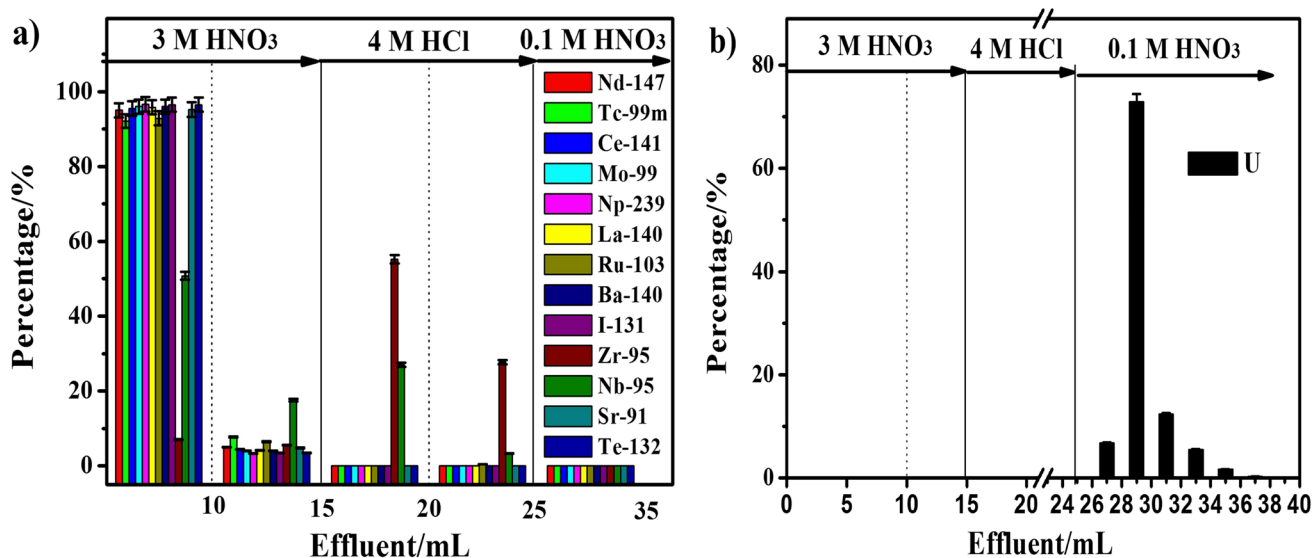 a)
3 M HNO3
4 M HCl
0.1 M HNO3
Percentage/%
100
80
60
40
20
0
Nd-147
Tc-99m
Ce-141
Mo-99
Np-239
La-140
Ru-103
Ba-140
I-131
Zr-95
Nb-95
Sr-91
Te-132
10 15 20 25 35
Effluent/mL
b)
3 M HNO3
4 M HCl
0.1 M HNO3
Percentage/%
80
60
40
20
0
U
0 5 10 15 20 24 26 28 30 32 34 36 38 40
Effluent/mL